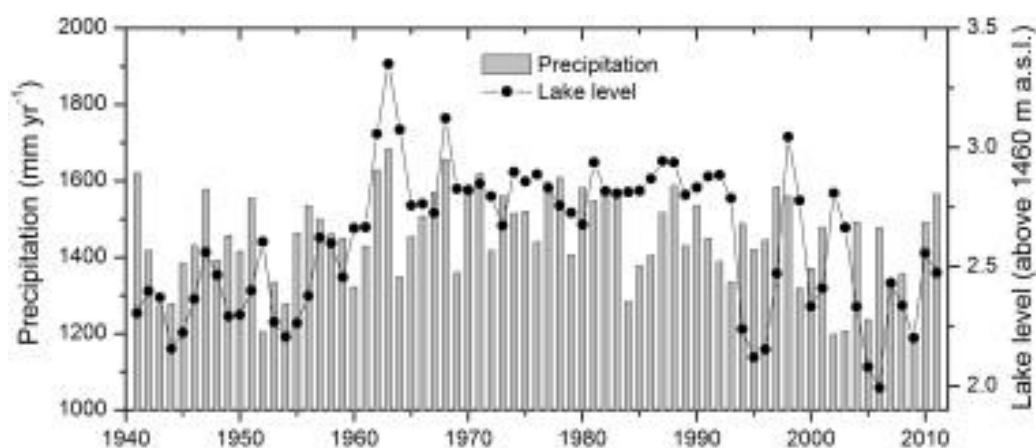 2000
1800
1600
1400
1200
1000
Precipitation (mm yr⁻¹)
Precipitation
Lake level
3.5
3.0
2.5
2.0
Lake level (above 1460 m a.s.l.)
1940 1950 1960 1970 1980 1990 2000 2010